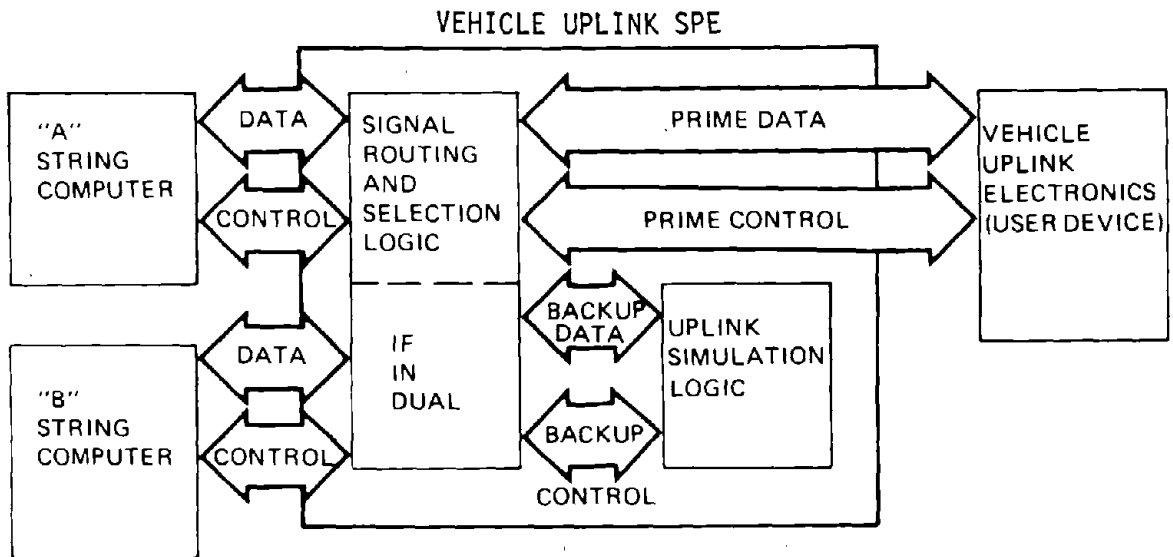 VEHICLE UPLINK SPE
"A"
STRING
COMPUTER
DATA
CONTROL
SIGNAL
ROUTING
AND
SELECTION
LOGIC
PRIME DATA
PRIME CONTROL
VEHICLE
UPLINK
ELECTRONICS
(USER DEVICE)
"B"
STRING
COMPUTER
DATA
CONTROL
IF
IN
DUAL
BACKUP
DATA
BACKUP
CONTROL
UPLINK
SIMULATION
LOGIC